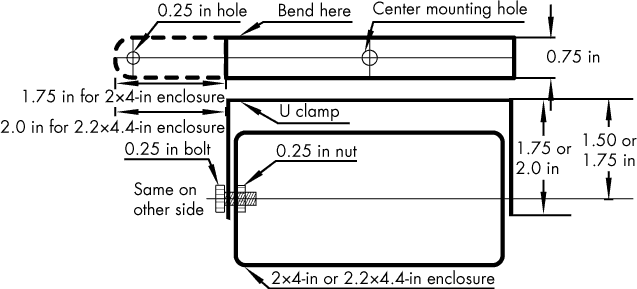 0.25 in hole
Bend here
Center mounting hole
0.75 in
1.75 in for 2×4-in enclosure
2.0 in for 2.2×4.4-in enclosure
U clamp
0.25 in bolt
0.25 in nut
1.75 or
2.0 in
1.50 or
1.75 in
Same on
other side
2×4-in or 2.2×4.4-in enclosure